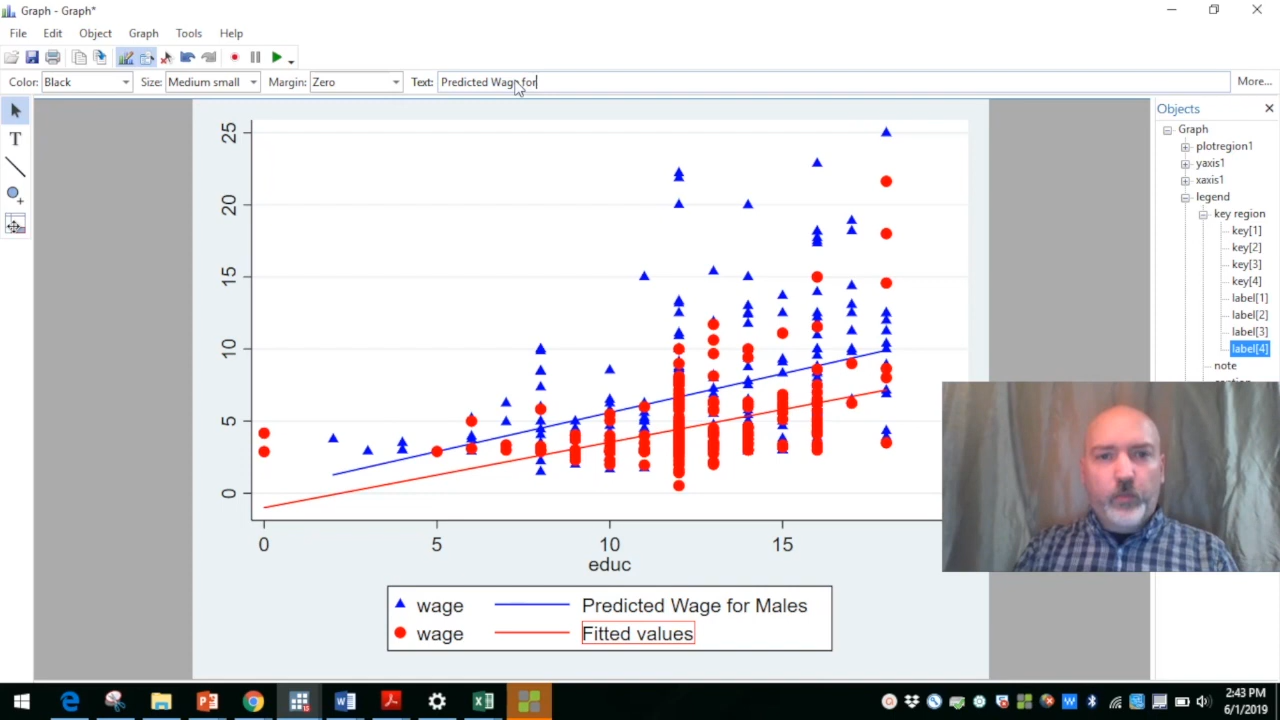 Graph - Graph*
File Edit Object Graph Tools Help
Color: Black Size: Medium small Margin: Zero Text: Predicted Wage for More...
Objects
Graph
plotregion1
yaxis1
xaxis1
legend
key region
key[1]
key[2]
key[3]
key[4]
label[1]
label[2]
label[3]
label[4]
note
25
20
15
10
5
0
0 5 10 15
educ
wage Predicted Wage for Males
wage Fitted values
2:43 PM
6/1/2019